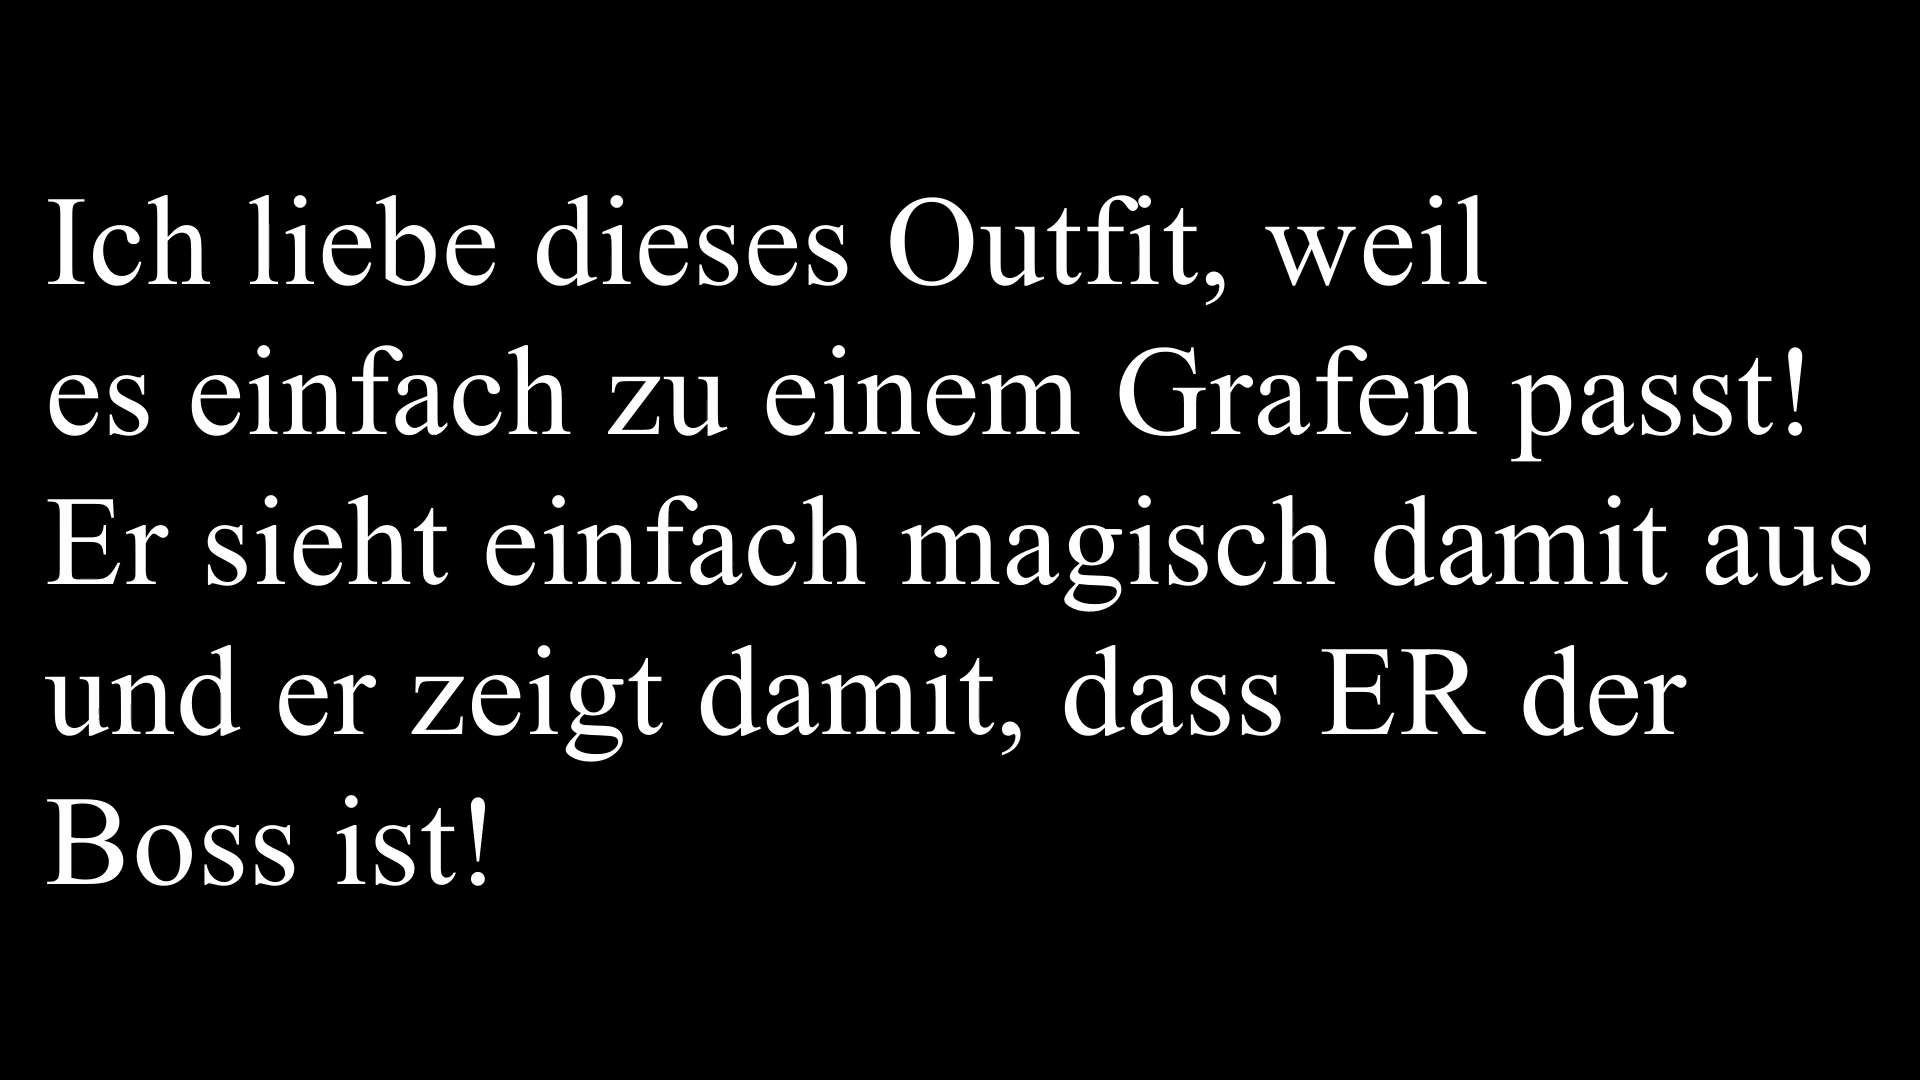 Ich liebe dieses Outfit, weil
es einfach zu einem Grafen passt!
Er sieht einfach magisch damit aus
und er zeigt damit, dass ER der
Boss ist!